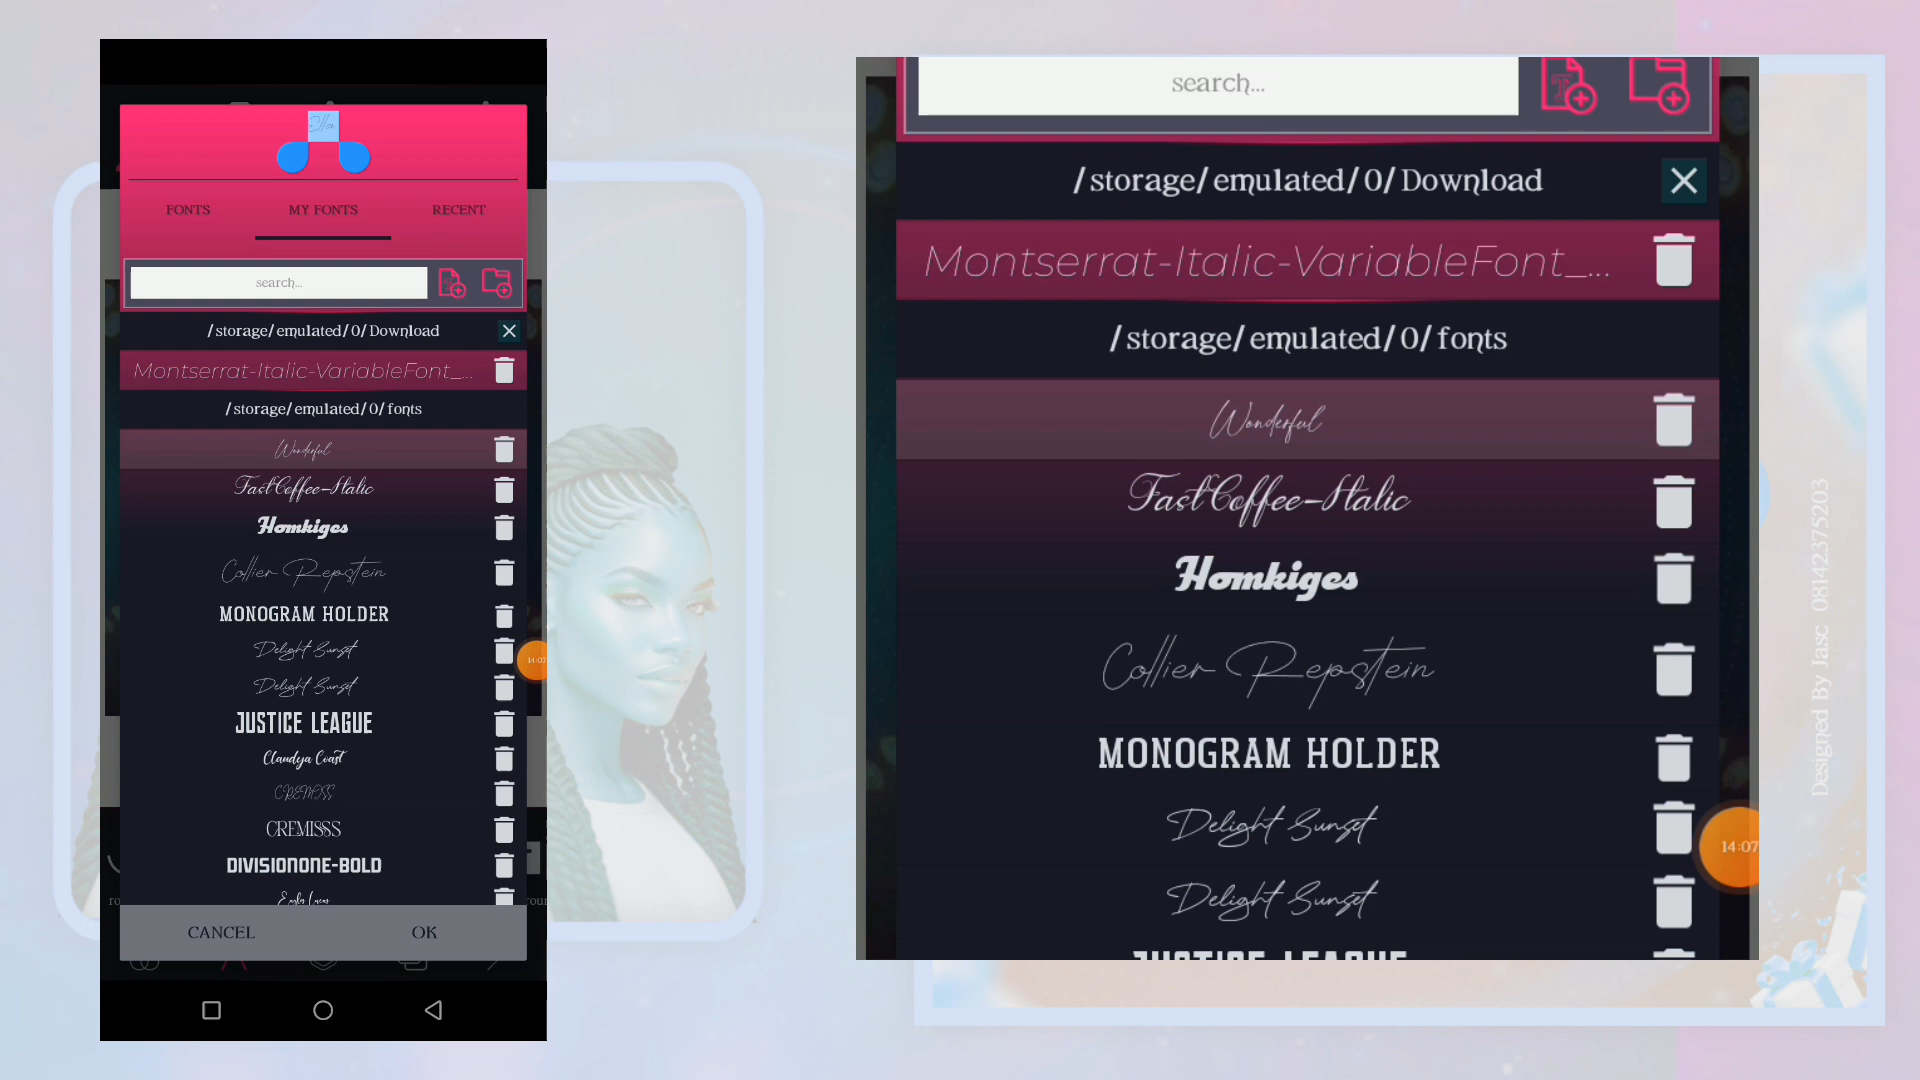 Ella
FONTS MY FONTS RECENT
search...
/storage/emulated/0/Download
Montserrat-Italic-VariableFont_...
/storage/emulated/0/fonts
Wonderful
FastCoffee-Italic
Homkiges
Collier Repstein
MONOGRAM HOLDER
Delight Sunset
Delight Sunset
JUSTICE LEAGUE
Claudya Coast
CREMISSS
DIVISIONONE-BOLD
CANCEL OK
14:07
search...
/storage/emulated/0/Download
Montserrat-Italic-VariableFont_...
/storage/emulated/0/fonts
Wonderful
FastCoffee-Italic
Homkiges
Collier Repstein
MONOGRAM HOLDER
Delight Sunset
Delight Sunset
JUSTICE LEAGUE
14:07
Designed By Jasc 08142375203